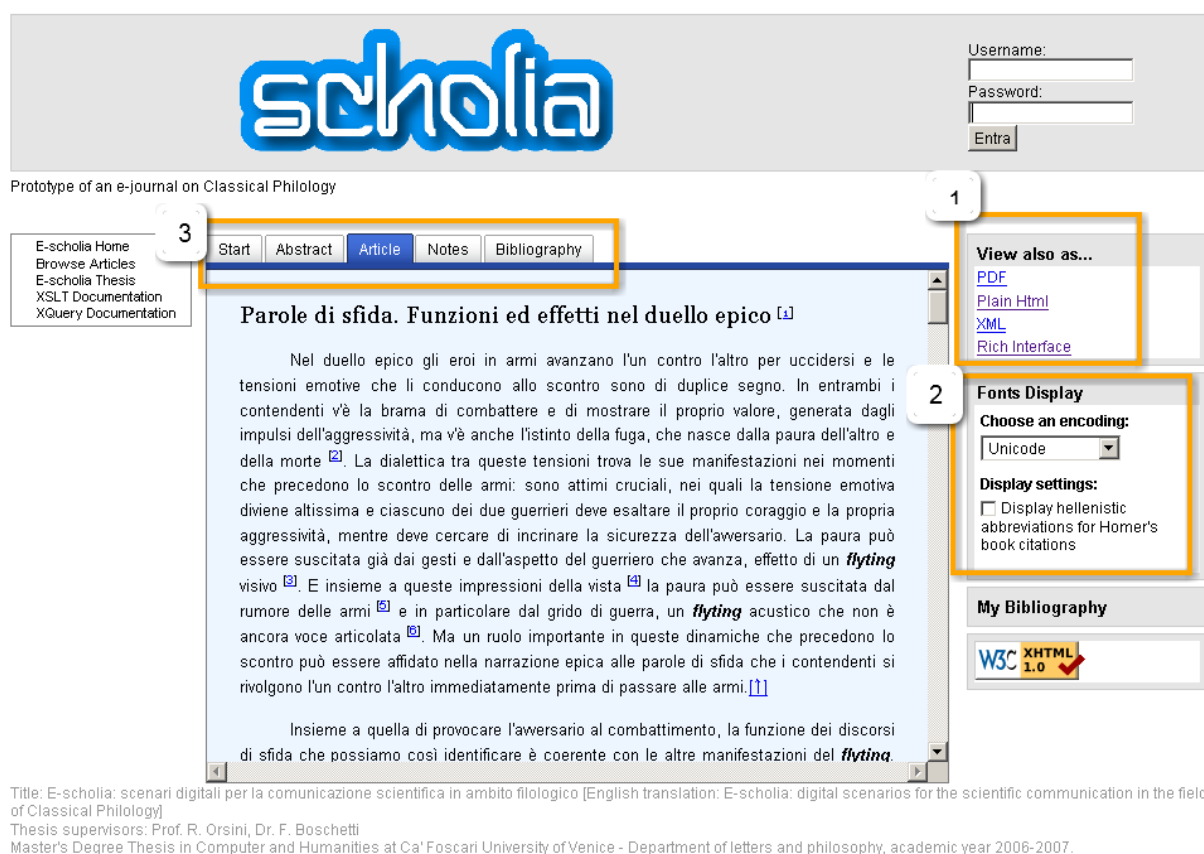 scholia
Username:
Password:
Entra
Prototype of an e-journal on Classical Philology
3
1
2
E-scholia Home
Browse Articles
E-scholia Thesis
XSLT Documentation
XQuery Documentation
Start Abstract Article Notes Bibliography
Parole di sfida. Funzioni ed effetti nel duello epico [1]
Nel duello epico gli eroi in armi avanzano l'un contro l'altro per uccidersi e le
tensioni emotive che li conducono allo scontro sono di duplice segno. In entrambi i
contendenti v'è la brama di combattere e di mostrare il proprio valore, generata dagli
impulsi dell'aggressività, ma v'è anche l'istinto della fuga, che nasce dalla paura dell'altro e
della morte [2]. La dialettica tra queste tensioni trova le sue manifestazioni nei momenti
che precedono lo scontro delle armi: sono attimi cruciali, nei quali la tensione emotiva
diviene altissima e ciascuno dei due guerrieri deve esaltare il proprio coraggio e la propria
aggressività, mentre deve cercare di incrinare la sicurezza dell'avversario. La paura può
essere suscitata già dai gesti e dall'aspetto del guerriero che avanza, effetto di un flyting
visivo [3]. E insieme a queste impressioni della vista [4] la paura può essere suscitata dal
rumore delle armi [5] e in particolare dal grido di guerra, un flyting acustico che non è
ancora voce articolata [6]. Ma un ruolo importante in queste dinamiche che precedono lo
scontro può essere affidato nella narrazione epica alle parole di sfida che i contendenti si
rivolgono l'un contro l'altro immediatamente prima di passare alle armi.[↑]
Insieme a quella di provocare l'avversario al combattimento, la funzione dei discorsi
di sfida che possiamo così identificare è coerente con le altre manifestazioni del flyting.
View also as...
PDF
Plain Html
XML
Rich Interface
Fonts Display
Choose an encoding:
Unicode
Display settings:
Display hellenistic
abbreviations for Homer's
book citations
My Bibliography
W3C XHTML
1.0
Title: E-scholia: scenari digitali per la comunicazione scientifica in ambito filologico [English translation: E-scholia: digital scenarios for the scientific communication in the field
of Classical Philology]
Thesis supervisors: Prof. R. Orsini, Dr. F. Boschetti
Master's Degree Thesis in Computer and Humanities at Ca' Foscari University of Venice - Department of letters and philosophy, academic year 2006-2007.